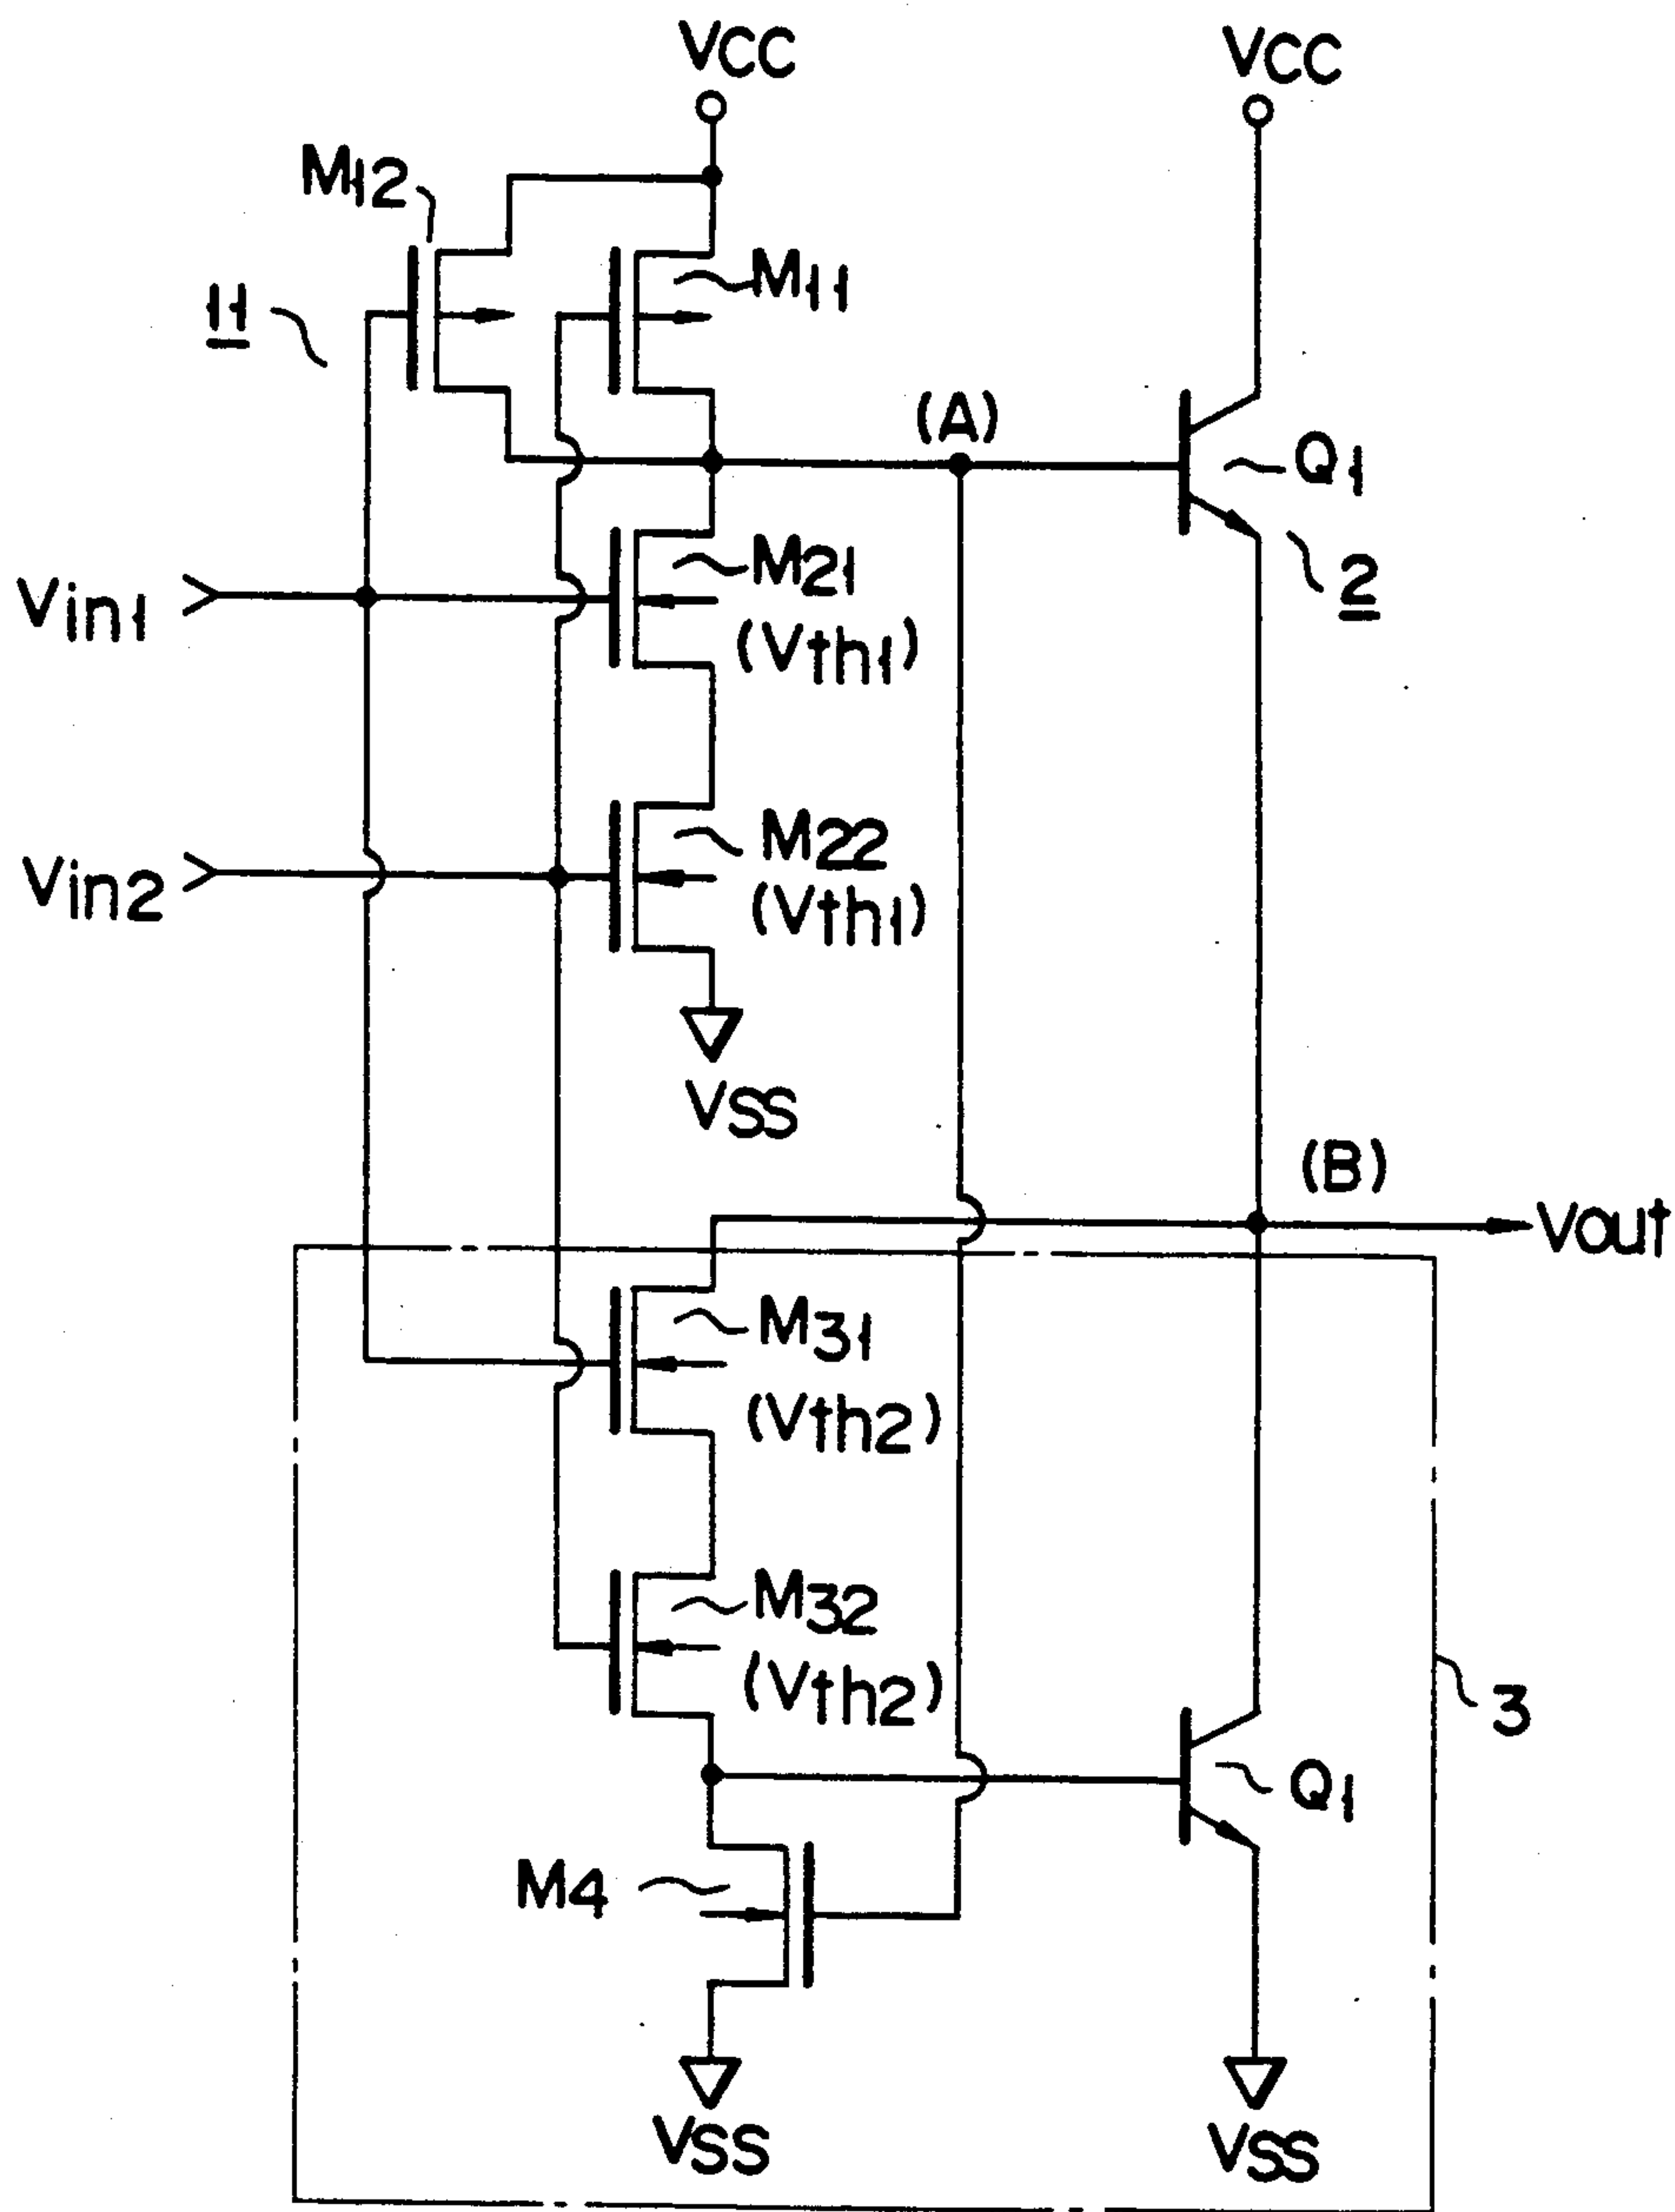 VCC
VCC
M12
M11
11
(A)
Q1
M21
2
Vin1
(Vth1)
M22
Vin2
(Vth1)
VSS
(B)
Vout
M31
(Vth2)
M32
(Vth2)
3
Q1
M4
VSS
VSS